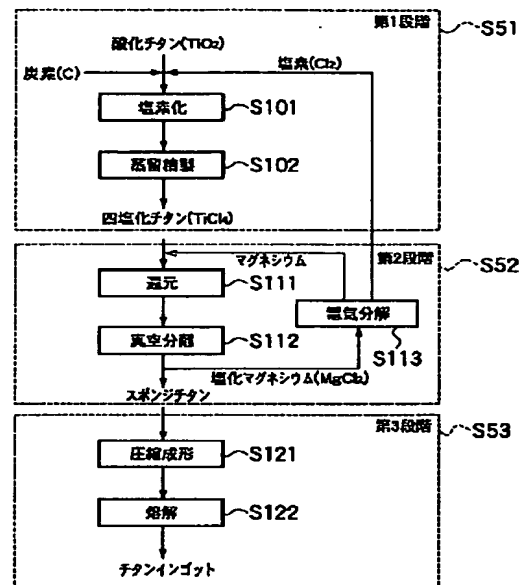 第1段階
S51
酸化チタン(TiO₂)
炭素(C)
塩素(Cl₂)
塩素化
S101
蒸留精製
S102
四塩化チタン(TiCl₄)
第2段階
S52
マグネシウム
還元
S111
電気分解
S113
真空分離
S112
塩化マグネシウム(MgCl₂)
スポンジチタン
第3段階
S53
圧縮成形
S121
熔解
S122
チタンインゴット